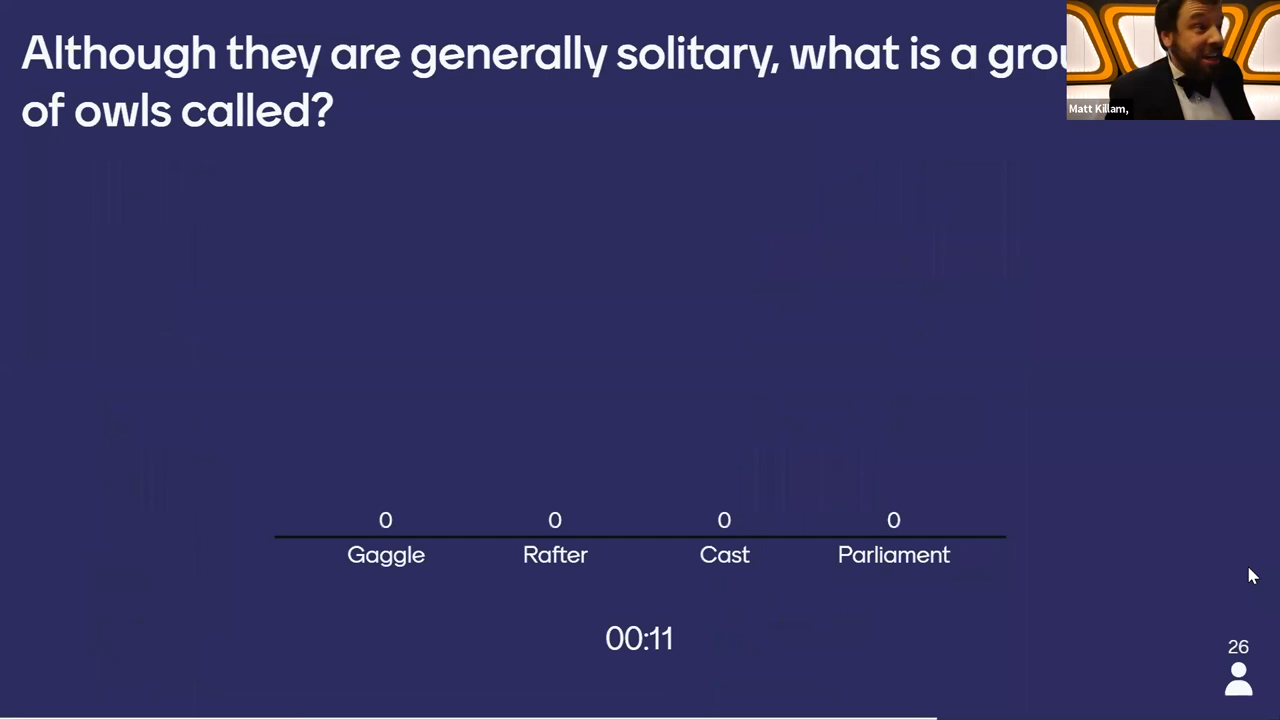 Although they are generally solitary, what is a
of owls called?
Matt Killam,
0 0 0 0
Gaggle Rafter Cast Parliament
00:11
26